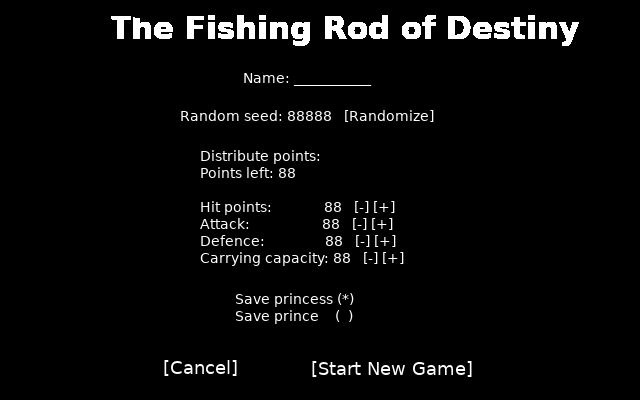 The Fishing Rod of Destiny
Name: ___________
Random seed: 88888 [Randomize]
Distribute points:
Points left: 88
Hit points: 88 [-] [+]
Attack: 88 [-] [+]
Defence: 88 [-] [+]
Carrying capacity: 88 [-] [+]
Save princess (*)
Save prince ( )
[Cancel] [Start New Game]